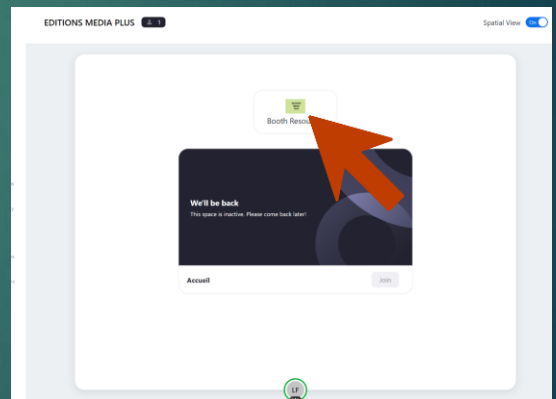 EDITIONS MEDIA PLUS 1
Spatial View On
Booth
We'll be back
This space is inactive. Please come back later!
Accueil
Join
LF